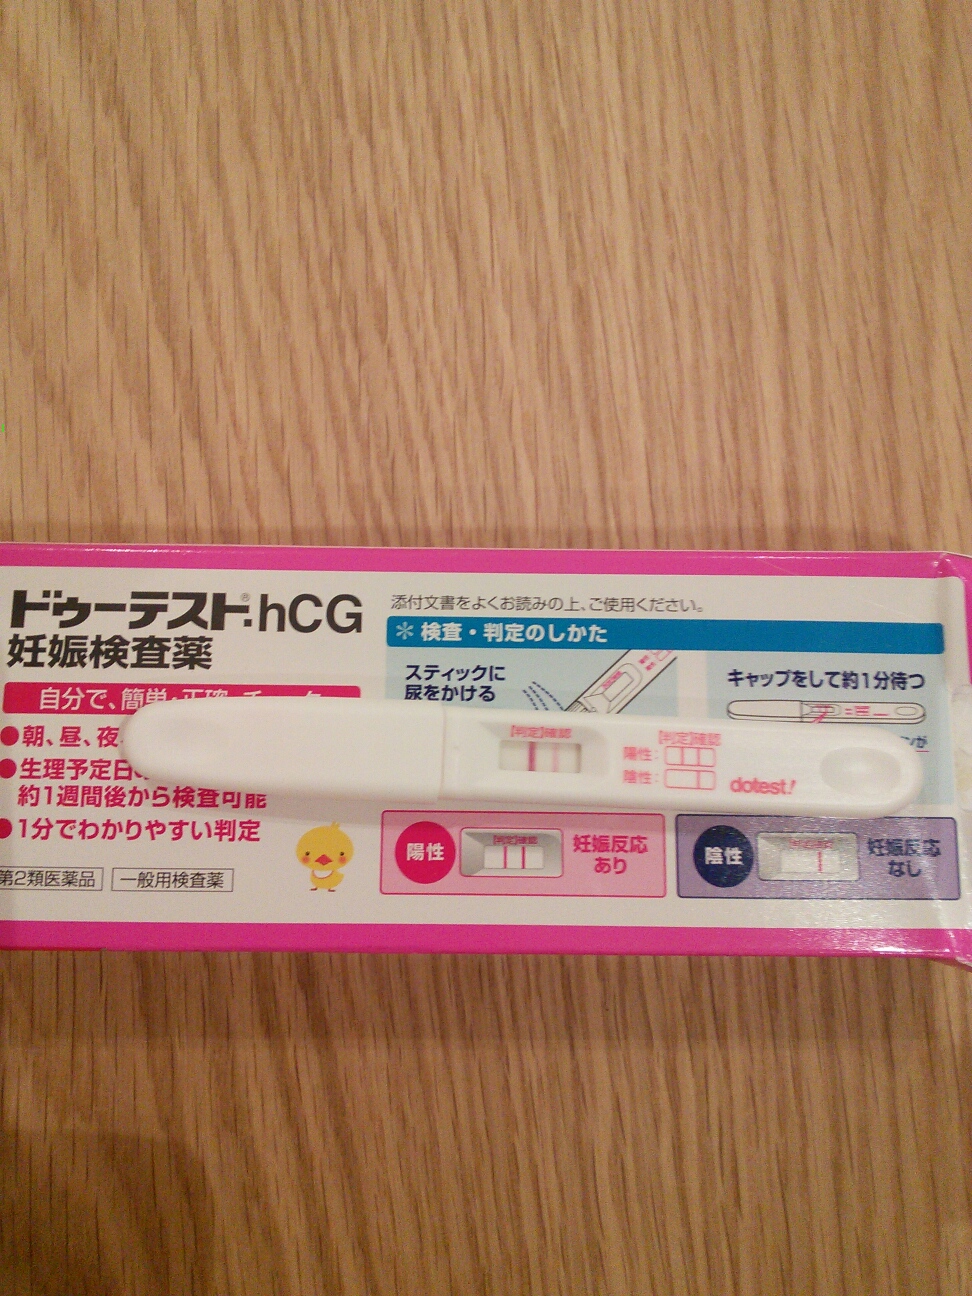 ドゥーテスト®・hCG
妊娠検査薬
自分で、簡単・正確
●朝、昼、夜
●生理予定日の
約1週間後から検査可能
●1分でわかりやすい判定
第2類医薬品
一般用検査薬
添付文書をよくお読みの上、ご使用ください。
＊検査・判定のしかた
スティックに
尿をかける
キャップをして約1分待つ
【判定】確認
【判定】確認
陽性：
陰性：
dotest!
陽性
【判定】確認
妊娠反応
あり
陰性
妊娠反応
なし